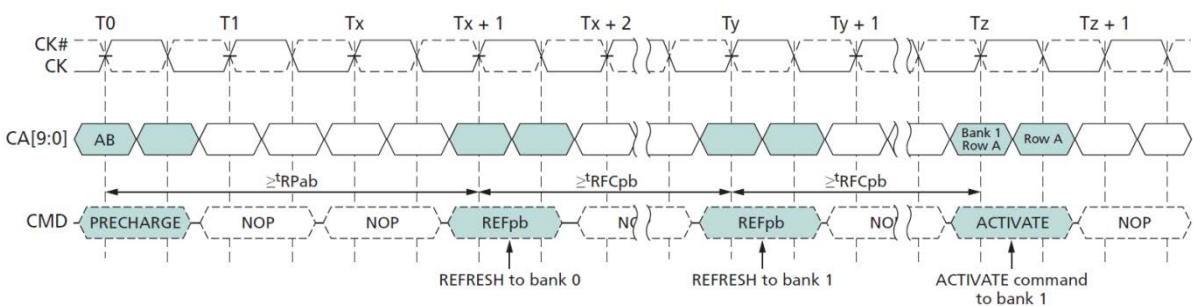 T0 T1 Tx Tx + 1 Tx + 2 Ty Ty + 1 Tz Tz + 1
CK#
CK
CA[9:0] AB Bank 1 Row A Row A
≥tRPab ≥tRFCpb ≥tRFCpb
CMD PRECHARGE NOP NOP REFpb NO REFpb NO ACTIVATE NOP
REFRESH to bank 0 REFRESH to bank 1 ACTIVATE command
to bank 1